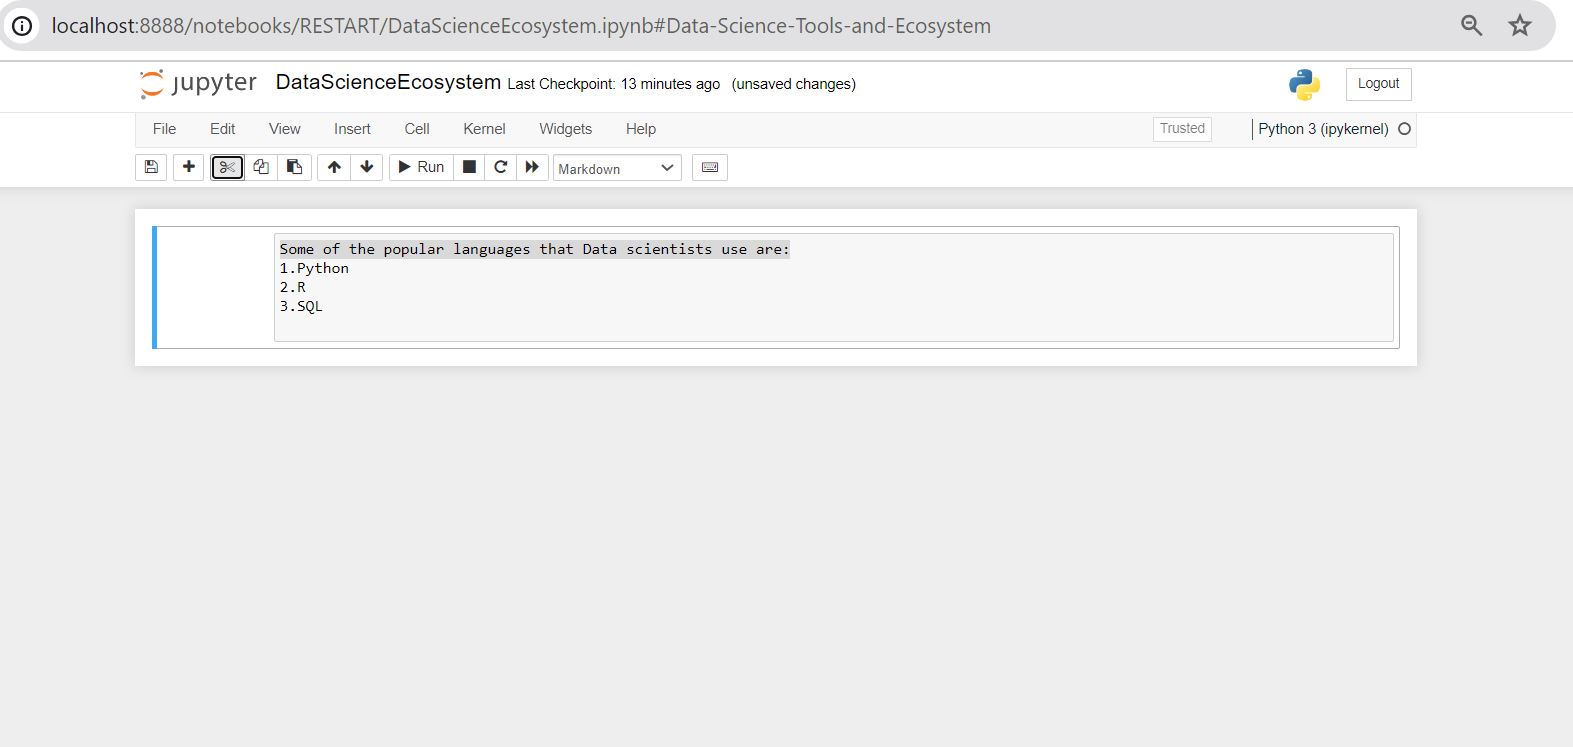 localhost:8888/notebooks/RESTART/DataScienceEcosystem.ipynb#Data-Science-Tools-and-Ecosystem
jupyter DataScienceEcosystem Last Checkpoint: 13 minutes ago (unsaved changes) Logout
File Edit View Insert Cell Kernel Widgets Help Trusted Python 3 (ipykernel)
Run Markdown
Some of the popular languages that Data scientists use are:
1.Python
2.R
3.SQL